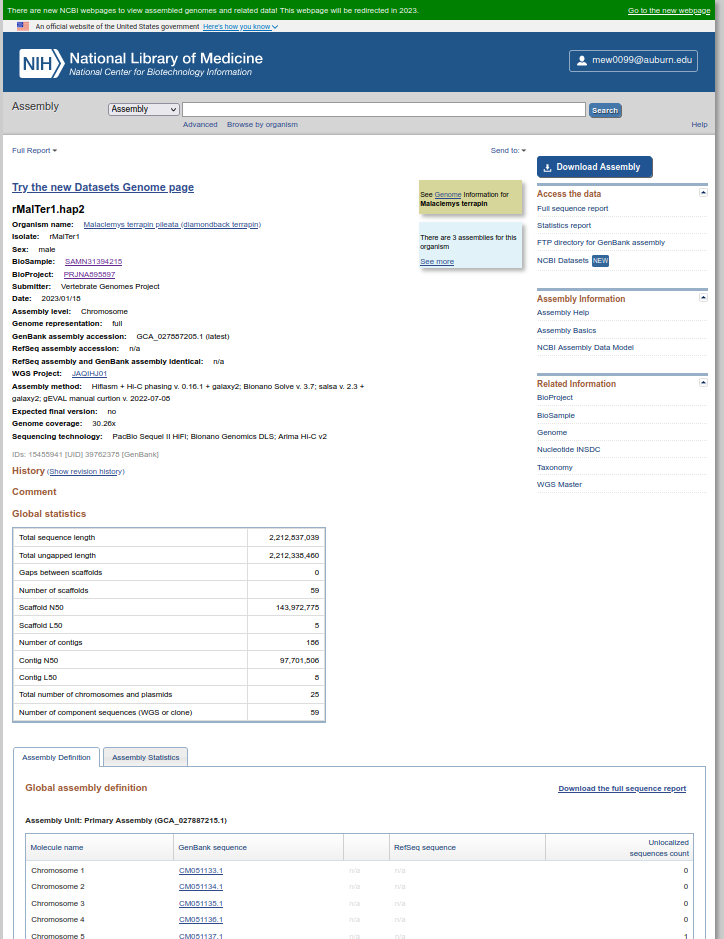 There are new NCBI webpages to view assembled genomes and related data! This webpage will be redirected in 2023. Go to the new webpage
An official website of the United States government Here's how you know
NIH National Library of Medicine
National Center for Biotechnology Information
mew0099@auburn.edu
Assembly Assembly Search
Advanced Browse by organism Help
Full Report Send to:
Download Assembly
Try the new Datasets Genome page
rMalTer1.hap2
Organism name: Malaclemys terrapin pileata (diamondback terrapin)
Isolate: rMalTer1
Sex: male
BioSample: SAMN31394215
BioProject: PRJNA895897
Submitter: Vertebrate Genomes Project
Date: 2023/01/18
Assembly level: Chromosome
Genome representation: full
GenBank assembly accession: GCA_027887205.1 (latest)
RefSeq assembly accession: n/a
RefSeq assembly and GenBank assembly identical: n/a
WGS Project: JAQIHJ01
Assembly method: Hifiasm + Hi-C phasing v. 0.16.1 + galaxy2; Bionano Solve v. 3.7; salsa v. 2.3 +
galaxy2; gEVAL manual curtion v. 2022-07-08
Expected final version: no
Genome coverage: 30.26x
Sequencing technology: PacBio Sequel II HiFi; Bionano Genomics DLS; Arima Hi-C v2
IDs: 15455941 [UID] 39762378 [GenBank]
History (Show revision history)
Comment
Global statistics
Total sequence length 2,212,837,039
Total ungapped length 2,212,338,460
Gaps between scaffolds 0
Number of scaffolds 59
Scaffold N50 143,972,775
Scaffold L50 5
Number of contigs 186
Contig N50 97,701,506
Contig L50 8
Total number of chromosomes and plasmids 25
Number of component sequences (WGS or clone) 59
See Genome Information for
Malaclemys terrapin
There are 3 assemblies for this
organism
See more
Access the data
Full sequence report
Statistics report
FTP directory for GenBank assembly
NCBI Datasets NEW
Assembly Information
Assembly Help
Assembly Basics
NCBI Assembly Data Model
Related Information
BioProject
BioSample
Genome
Nucleotide INSDC
Taxonomy
WGS Master
Assembly Definition Assembly Statistics
Global assembly definition Download the full sequence report
Assembly Unit: Primary Assembly (GCA_027887215.1)
Molecule name GenBank sequence RefSeq sequence Unlocalized
sequences count
Chromosome 1 CM051133.1 n/a n/a 0
Chromosome 2 CM051134.1 n/a n/a 0
Chromosome 3 CM051135.1 n/a n/a 0
Chromosome 4 CM051136.1 n/a n/a 0
Chromosome 5 CM051137.1 n/a n/a 1